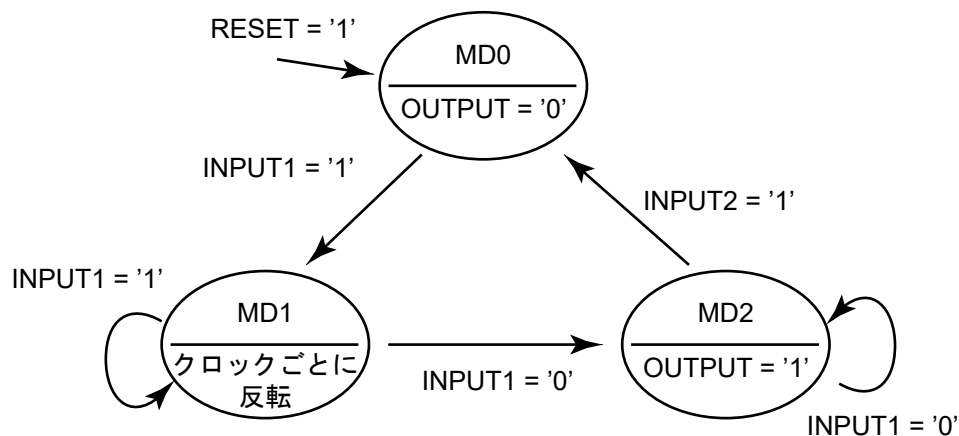 RESET = ’1’
MD0
OUTPUT = ’0’
INPUT1 = ’1’
INPUT2 = ’1’
INPUT1 = ’1’
MD1
クロックごとに
反転
INPUT1 = ’0’
MD2
OUTPUT = ’1’
INPUT1 = ’0’